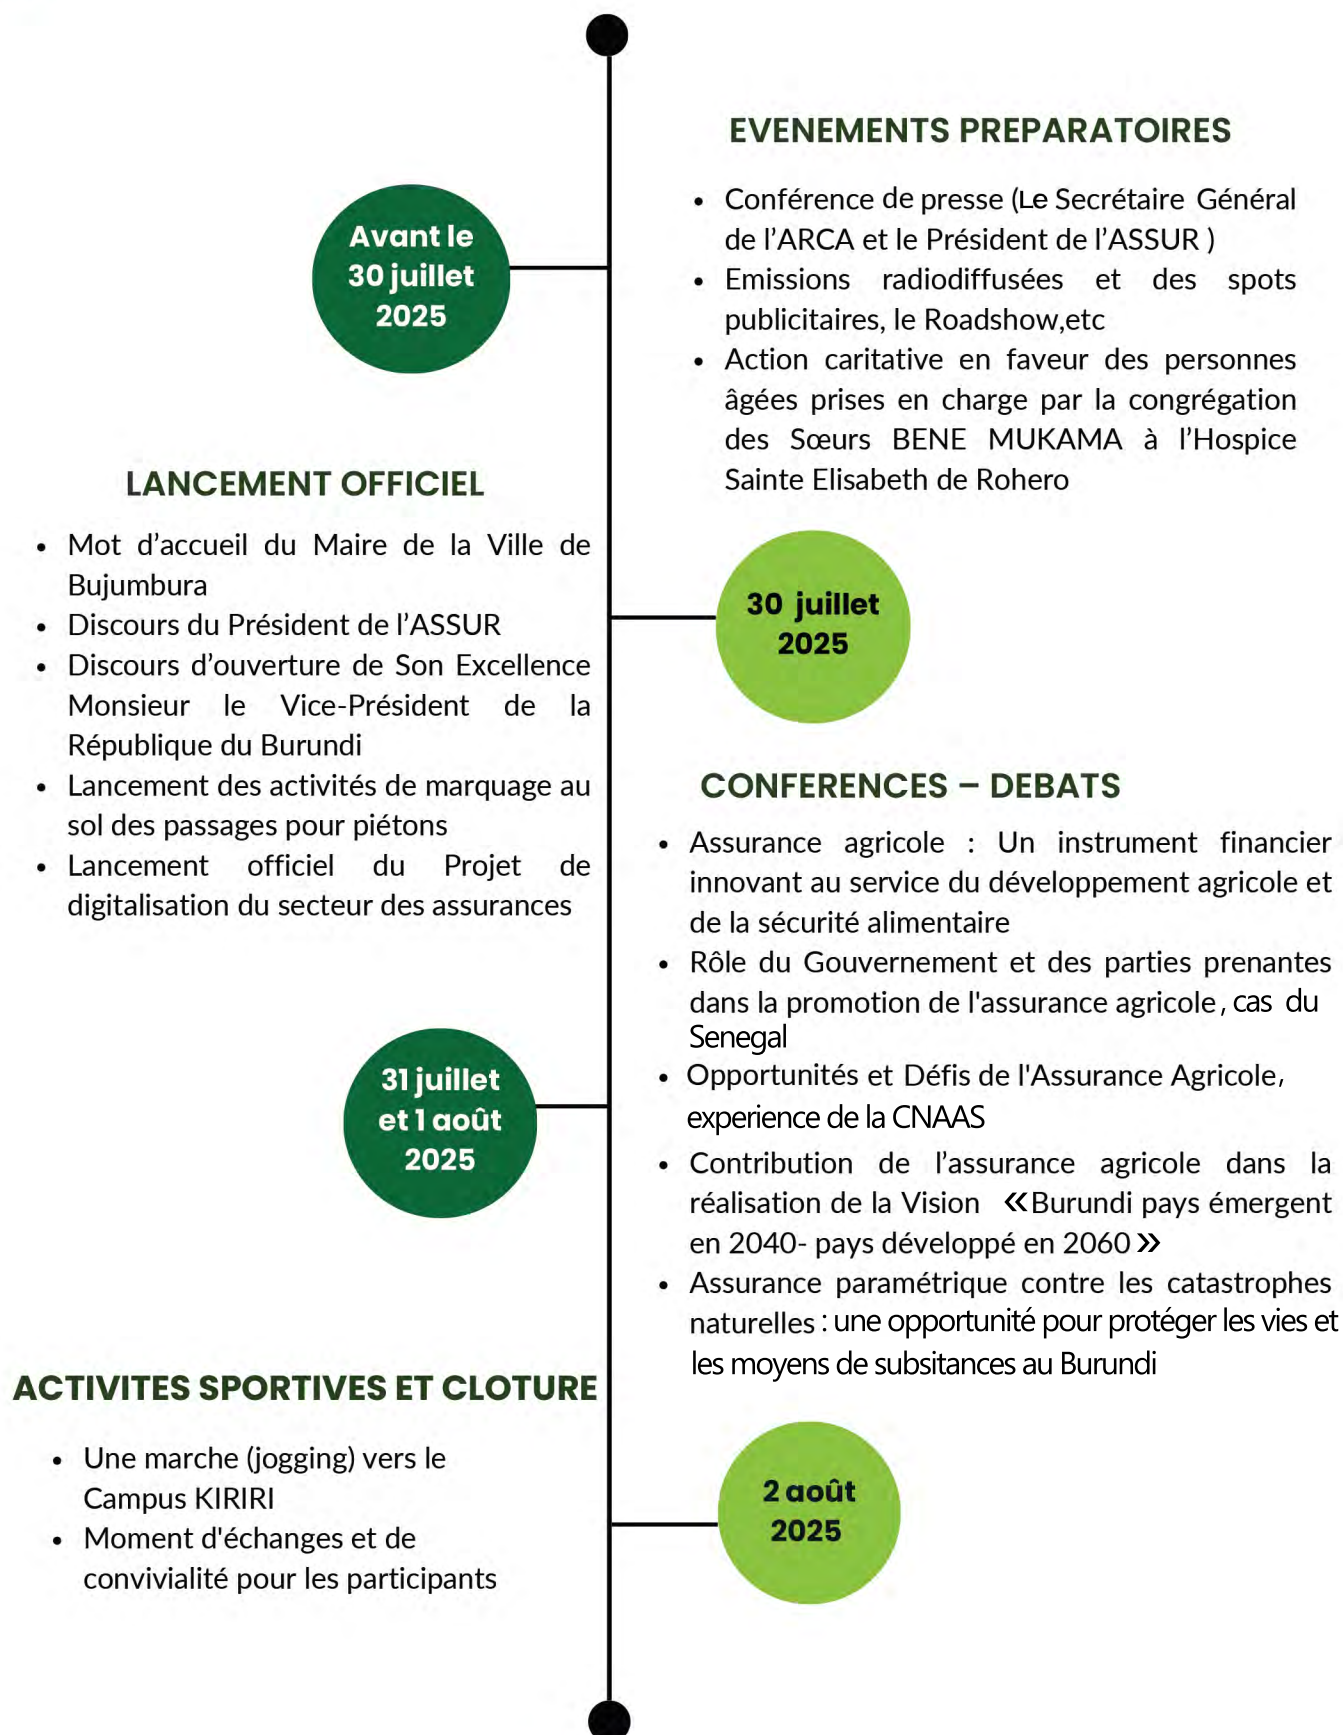 EVENEMENTS PREPARATOIRES
Avant le
30 juillet
2025
• Conférence de presse (Le Secrétaire Général
de l’ARCA et le Président de l’ASSUR )
• Emissions radiodiffusées et des spots
publicitaires, le Roadshow,etc
• Action caritative en faveur des personnes
âgées prises en charge par la congrégation
des Sœurs BENE MUKAMA à l’Hospice
Sainte Elisabeth de Rohero
LANCEMENT OFFICIEL
30 juillet
2025
• Mot d’accueil du Maire de la Ville de
Bujumbura
• Discours du Président de l’ASSUR
• Discours d’ouverture de Son Excellence
Monsieur le Vice-Président de la
République du Burundi
• Lancement des activités de marquage au
sol des passages pour piétons
• Lancement officiel du Projet de
digitalisation du secteur des assurances
CONFERENCES – DEBATS
31 juillet
et 1 août
2025
• Assurance agricole : Un instrument financier
innovant au service du développement agricole et
de la sécurité alimentaire
• Rôle du Gouvernement et des parties prenantes
dans la promotion de l'assurance agricole, cas du
Senegal
• Opportunités et Défis de l'Assurance Agricole,
experience de la CNAAS
• Contribution de l’assurance agricole dans la
réalisation de la Vision «Burundi pays émergent
en 2040- pays développé en 2060 »
• Assurance paramétrique contre les catastrophes
naturelles : une opportunité pour protéger les vies et
les moyens de subsitances au Burundi
ACTIVITES SPORTIVES ET CLOTURE
2 août
2025
• Une marche (jogging) vers le
Campus KIRIRI
• Moment d'échanges et de
convivialité pour les participants